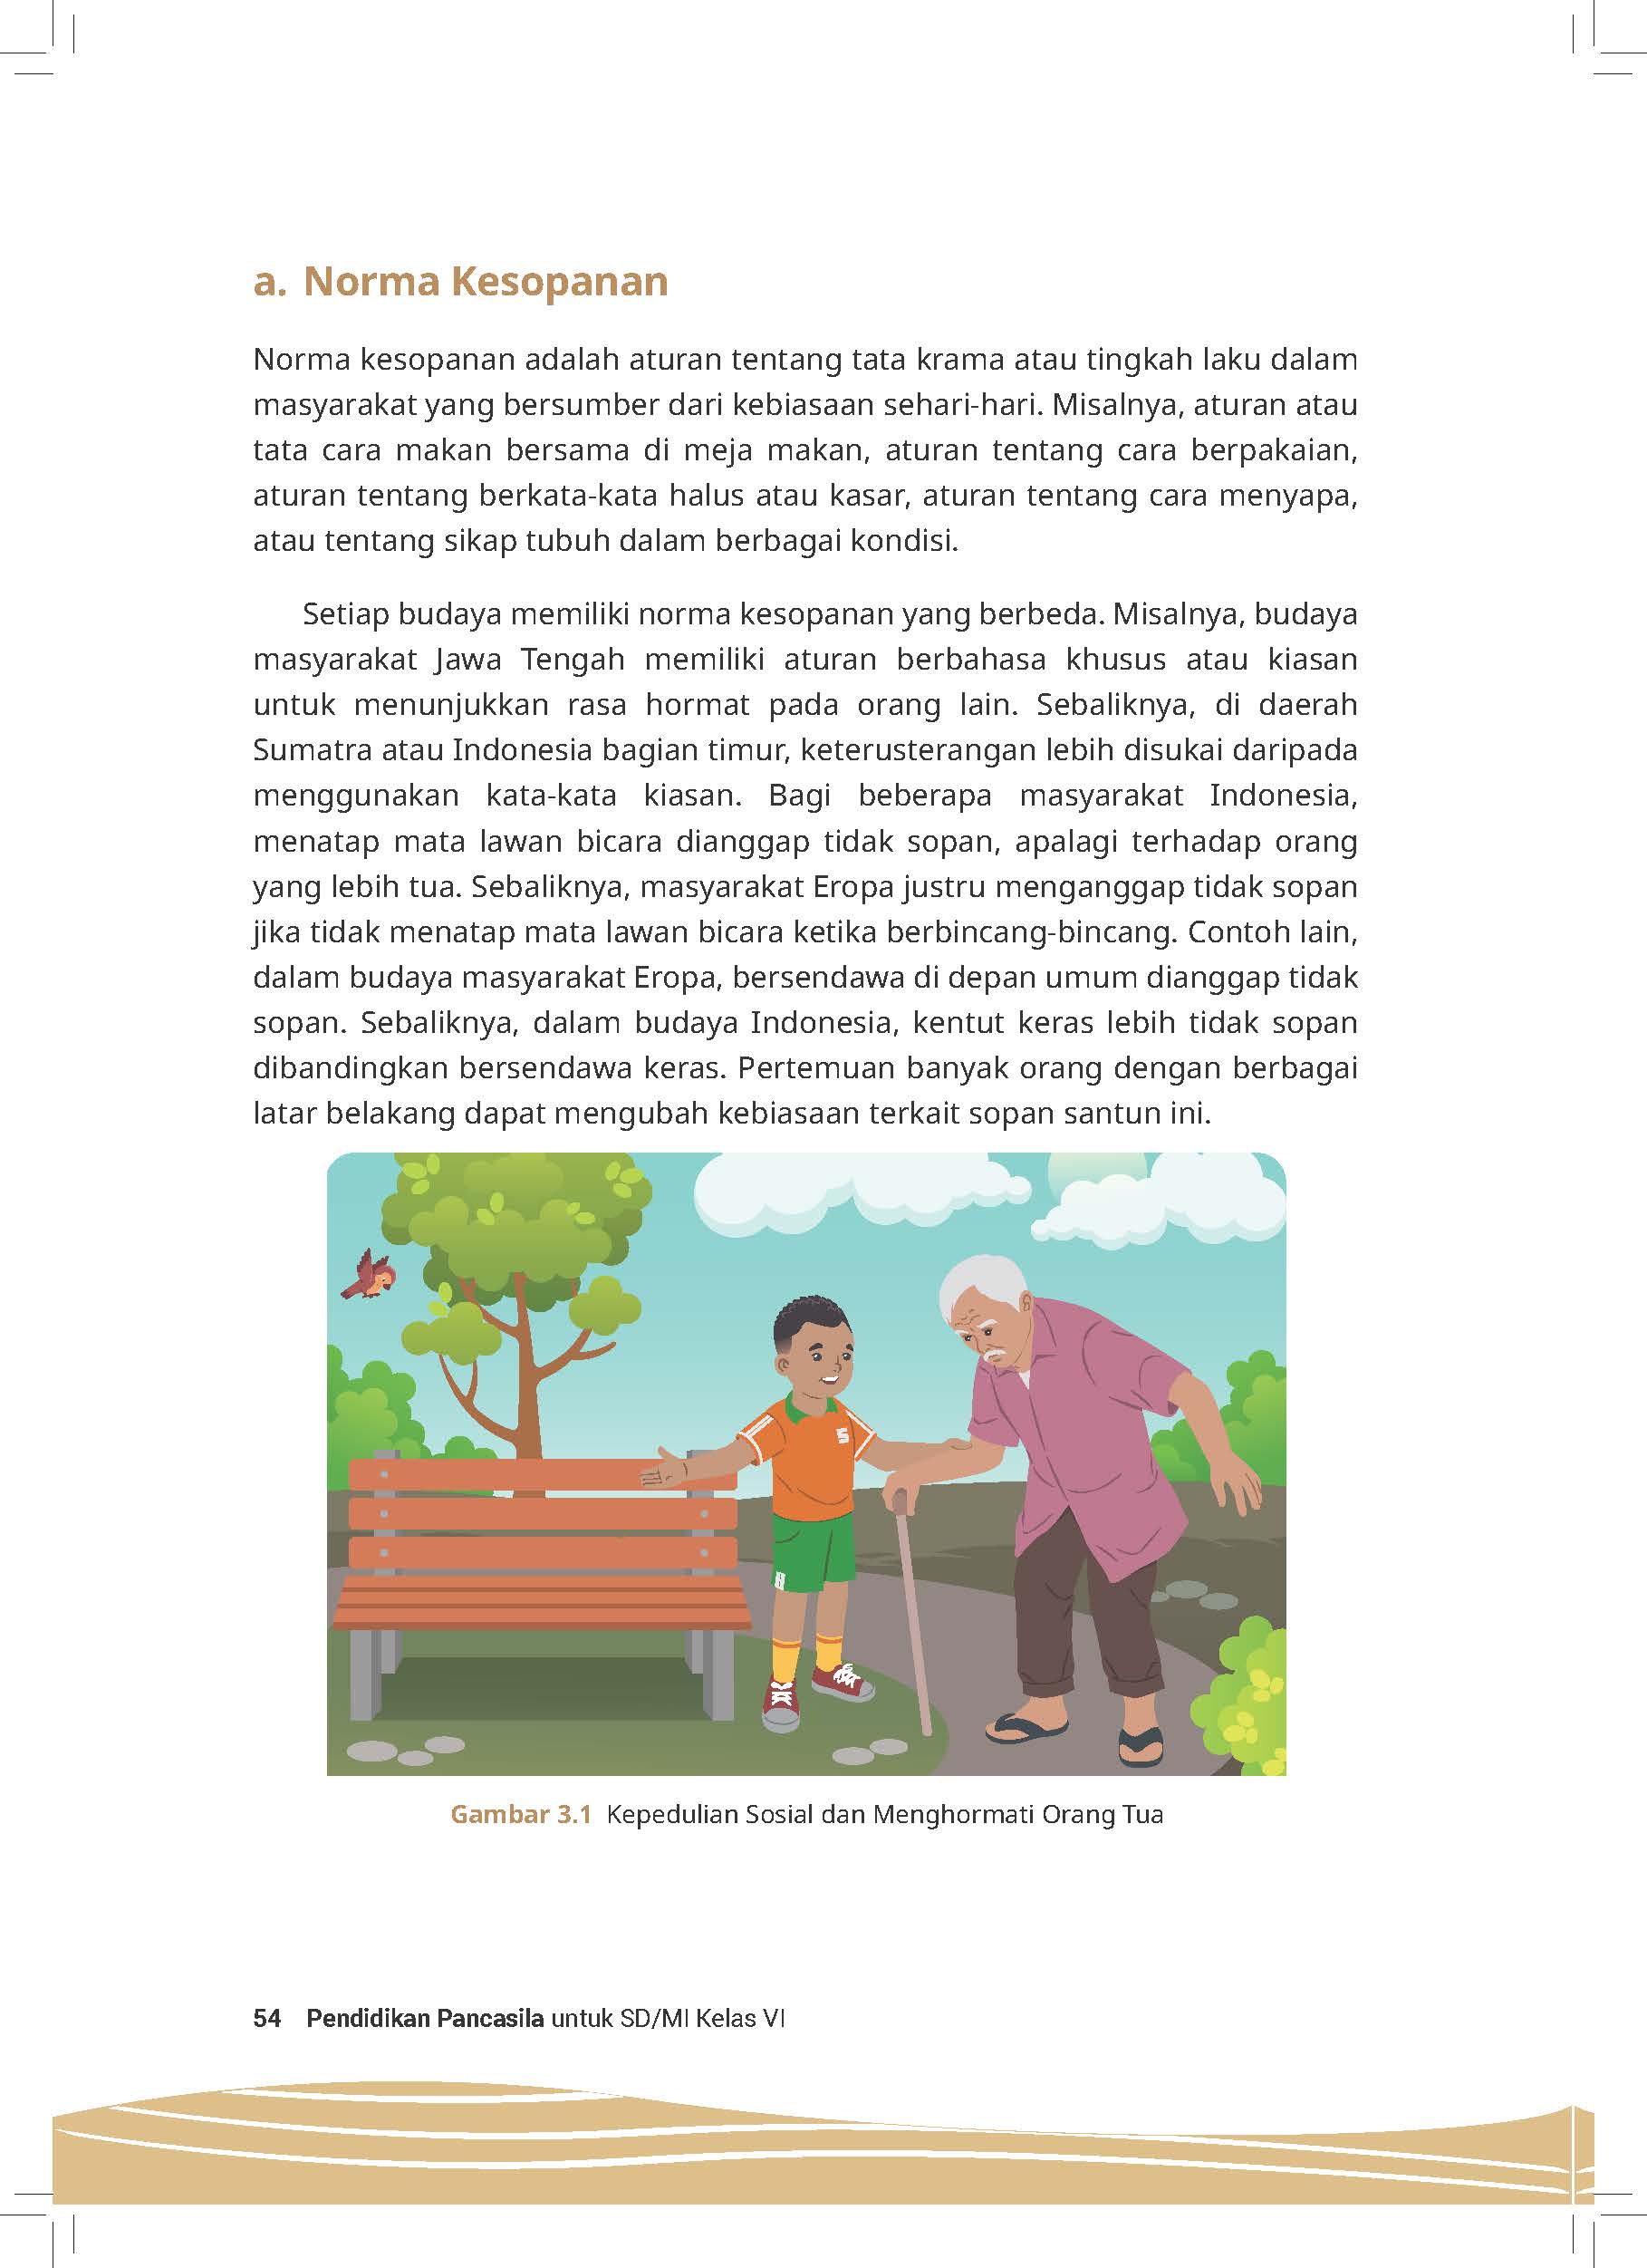 a. Norma Kesopanan
Norma kesopanan adalah aturan tentang tata krama atau tingkah laku dalam
masyarakat yang bersumber dari kebiasaan sehari-hari. Misalnya, aturan atau
tata cara makan bersama di meja makan, aturan tentang cara berpakaian,
aturan tentang berkata-kata halus atau kasar, aturan tentang cara menyapa,
atau tentang sikap tubuh dalam berbagai kondisi.
Setiap budaya memiliki norma kesopanan yang berbeda. Misalnya, budaya
masyarakat Jawa Tengah memiliki aturan berbahasa khusus atau kiasan
untuk menunjukkan rasa hormat pada orang lain. Sebaliknya, di daerah
Sumatra atau Indonesia bagian timur, keterusterangan lebih disukai daripada
menggunakan kata-kata kiasan. Bagi beberapa masyarakat Indonesia,
menatap mata lawan bicara dianggap tidak sopan, apalagi terhadap orang
yang lebih tua. Sebaliknya, masyarakat Eropa justru menganggap tidak sopan
jika tidak menatap mata lawan bicara ketika berbincang-bincang. Contoh lain,
dalam budaya masyarakat Eropa, bersendawa di depan umum dianggap tidak
sopan. Sebaliknya, dalam budaya Indonesia, kentut keras lebih tidak sopan
dibandingkan bersendawa keras. Pertemuan banyak orang dengan berbagai
latar belakang dapat mengubah kebiasaan terkait sopan santun ini.
Gambar 3.1 Kepedulian Sosial dan Menghormati Orang Tua
54 Pendidikan Pancasila untuk SD/MI Kelas VI